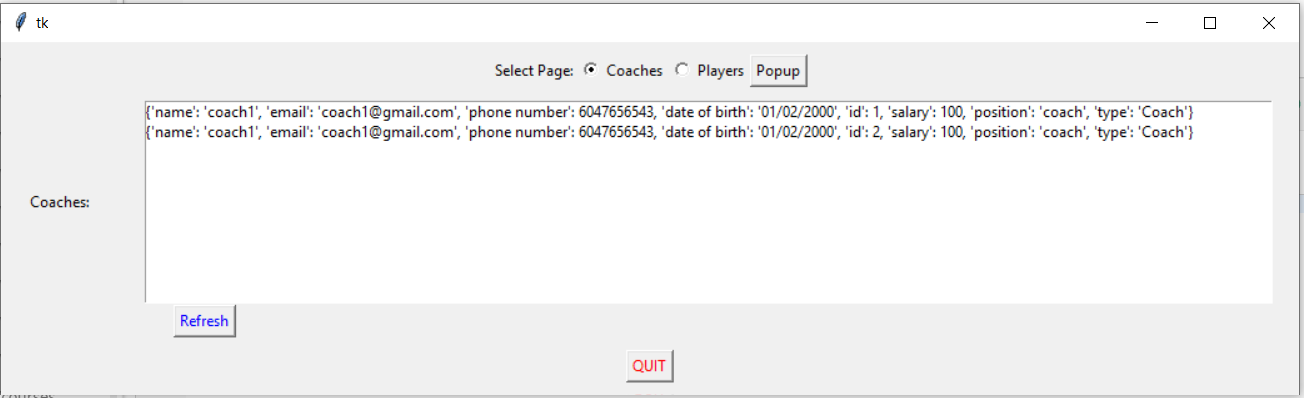 tk
Select Page: Coaches Players Popup
{'name': 'coach1', 'email': 'coach1@gmail.com', 'phone number': 6047656543, 'date of birth': '01/02/2000', 'id': 1, 'salary': 100, 'position': 'coach', 'type': 'Coach'}
{'name': 'coach1', 'email': 'coach1@gmail.com', 'phone number': 6047656543, 'date of birth': '01/02/2000', 'id': 2, 'salary': 100, 'position': 'coach', 'type': 'Coach'}
Coaches:
Refresh
QUIT